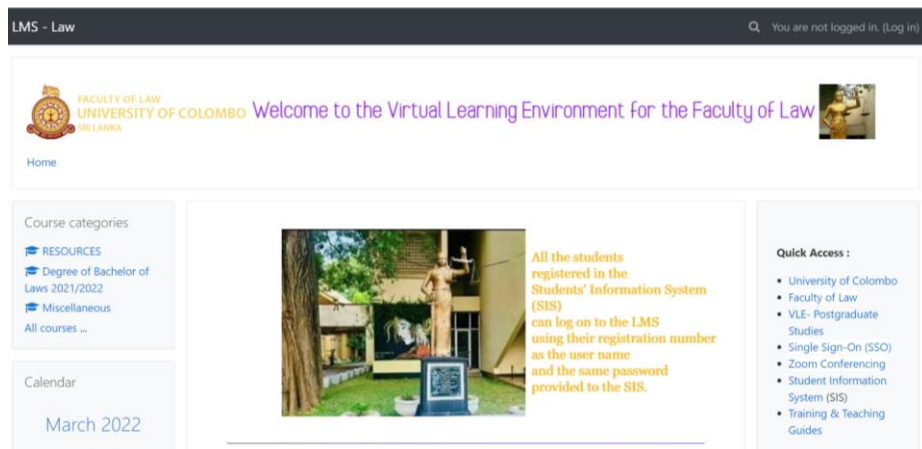 LMS - Law
You are not logged in. (Log in)
FACULTY OF LAW
UNIVERSITY OF COLOMBO
SRI LANKA
Welcome to the Virtual Learning Environment for the Faculty of Law
Home
Course categories
RESOURCES
Degree of Bachelor of
Laws 2021/2022
Miscellaneous
All courses ...
Calendar
March 2022
All the students
registered in the
Students' Information System
(SIS)
can log on to the LMS
using their registration number
as the user name
and the same password
provided to the SIS.
Quick Access :
University of Colombo
Faculty of Law
VLE- Postgraduate
Studies
Single Sign-On (SSO)
Zoom Conferencing
Student Information
System (SIS)
Training & Teaching
Guides